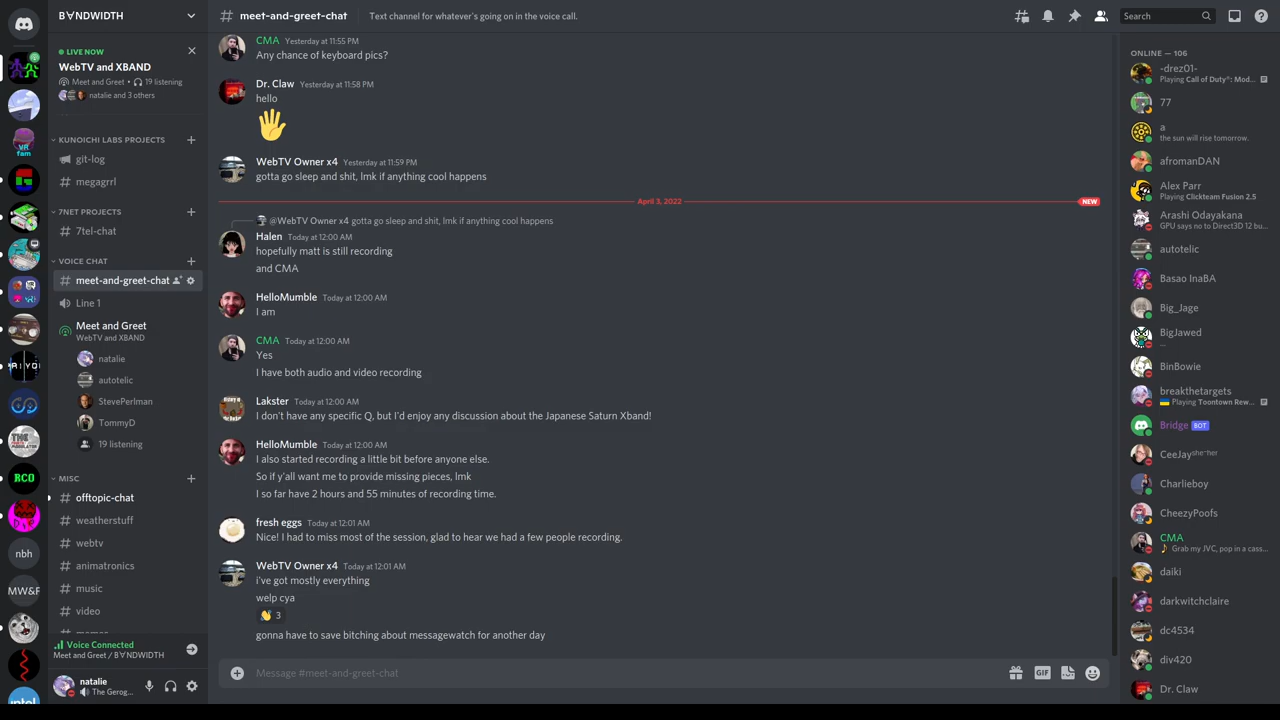 B∀NDWIDTH
LIVE NOW
WebTV and XBAND
Meet and Greet • 19 listening
natalie and 3 others
KUNOICHI LABS PROJECTS
git-log
megagrrl
7NET PROJECTS
7tel-chat
VOICE CHAT
meet-and-greet-chat
Line 1
Meet and Greet
WebTV and XBAND
natalie
autotelic
StevePerlman
TommyD
19 listening
MISC
offtopic-chat
weatherstuff
webtv
animatronics
music
video
Voice Connected
Meet and Greet / B∀NDWIDTH
natalie
The Gerog...
VR
fam
RCO
nbh
MW&F
intel
meet-and-greet-chat
Text channel for whatever's going on in the voice call.
Search
CMA Yesterday at 11:55 PM
Any chance of keyboard pics?
Dr. Claw Yesterday at 11:58 PM
hello
WebTV Owner x4 Yesterday at 11:59 PM
gotta go sleep and shit, lmk if anything cool happens
April 3, 2022
NEW
@WebTV Owner x4 gotta go sleep and shit, lmk if anything cool happens
Halen Today at 12:00 AM
hopefully matt is still recording
and CMA
HelloMumble Today at 12:00 AM
I am
CMA Today at 12:00 AM
Yes
I have both audio and video recording
Lakster Today at 12:00 AM
I don't have any specific Q, but I'd enjoy any discussion about the Japanese Saturn Xband!
HelloMumble Today at 12:00 AM
I also started recording a little bit before anyone else.
So if y'all want me to provide missing pieces, lmk
I so far have 2 hours and 55 minutes of recording time.
fresh eggs Today at 12:01 AM
Nice! I had to miss most of the session, glad to hear we had a few people recording.
WebTV Owner x4 Today at 12:01 AM
i've got mostly everything
welp cya
3
gonna have to save bitching about messagewatch for another day
Message #meet-and-greet-chat
GIF
ONLINE — 106
-drez01-
Playing Call of Duty®: Mod...
77
a
the sun will rise tomorrow.
afromanDAN
Alex Parr
Playing Clickteam Fusion 2.5
Arashi Odayakana
GPU says no to Direct3D 12 bu...
autotelic
Basao InaBA
Big_Jage
BigJawed
...
BinBowie
breakthetargets
Playing Toontown Rew...
Bridge BOT
CeeJay ˢʰᵉ⁻ʰᵉʳ
Charlieboy
CheezyPoofs
CMA
Grab my JVC, pop in a cass...
daiki
darkwitchclaire
dc4534
div420
Dr. Claw